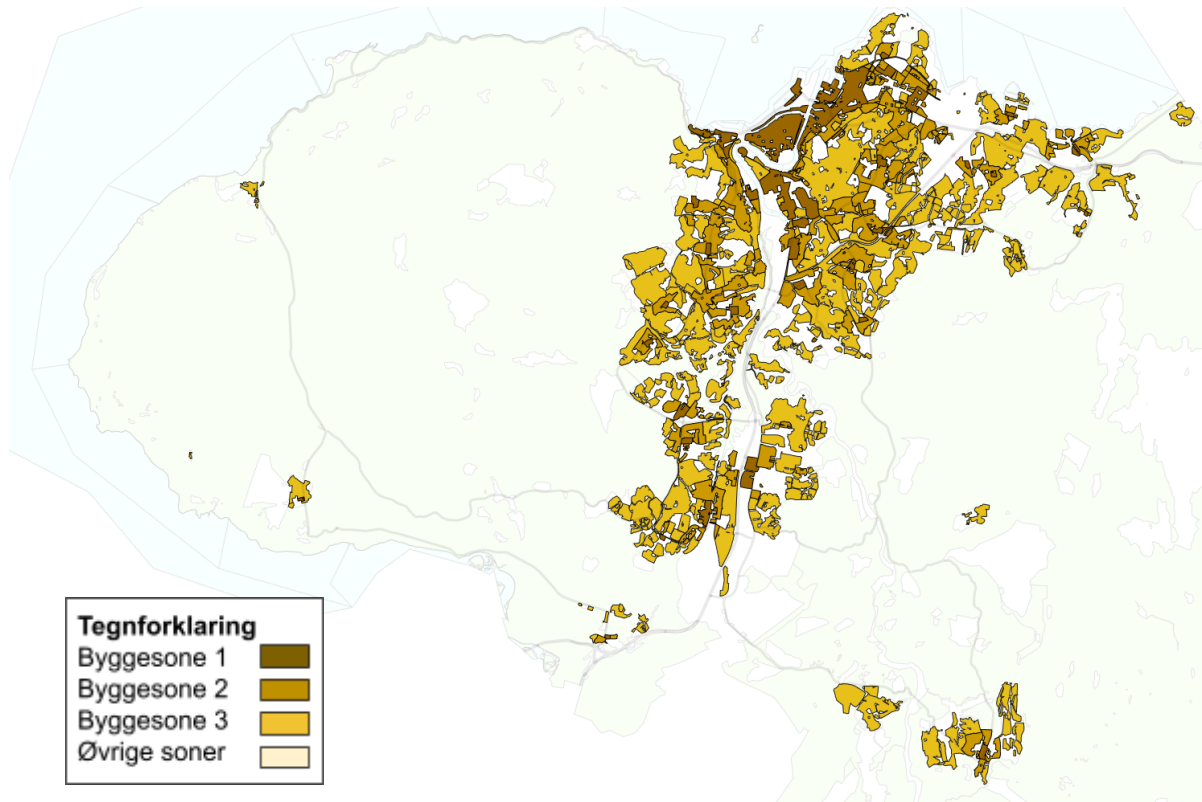 Tegnforklaring
Byggesone 1
Byggesone 2
Byggesone 3
Øvrige soner